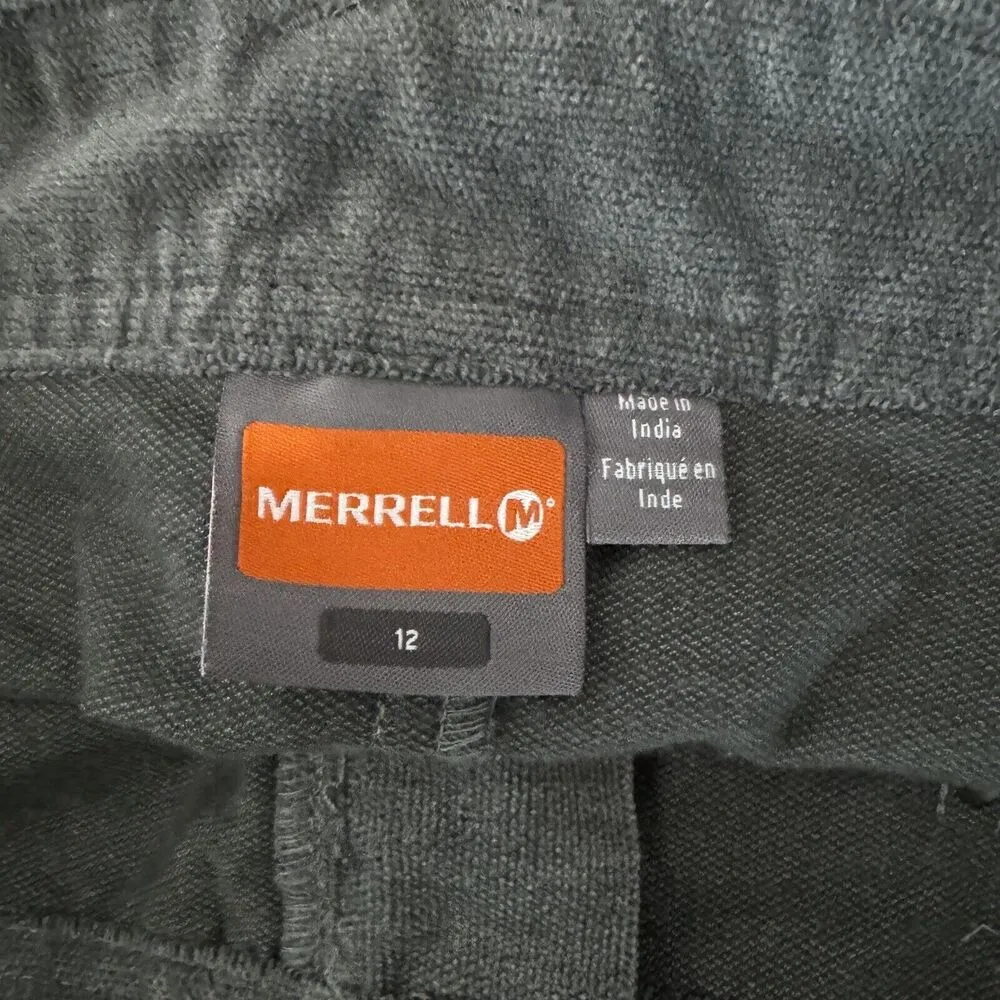 MERRELL M
12
Made in
India
Fabriqué en
Inde